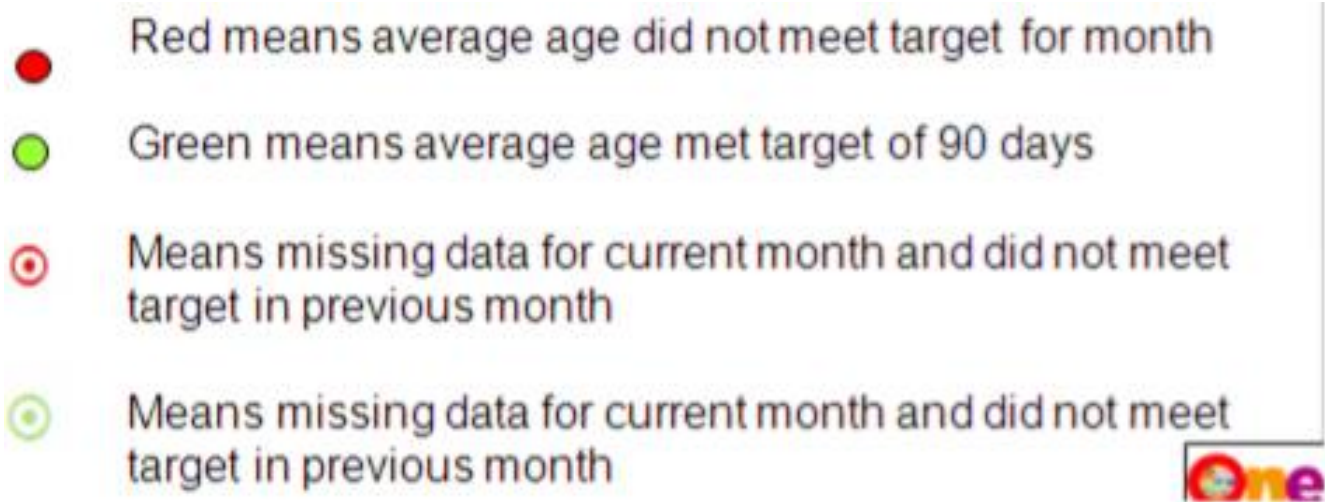 Red means average age did not meet target for month
Green means average age met target of 90 days
Means missing data for current month and did not meet
target in previous month
Means missing data for current month and did not meet
target in previous month
One